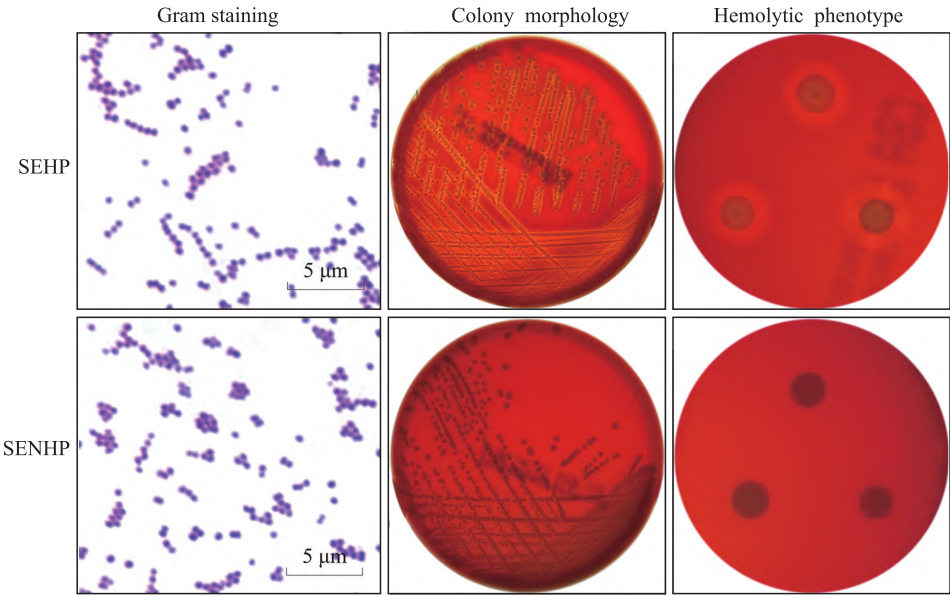 Gram staining
Colony morphology
Hemolytic phenotype
SEHP
5 μm
SENHP
5 μm